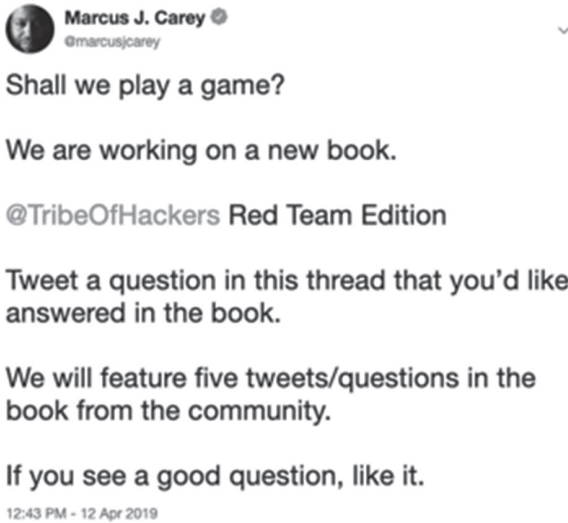 Marcus J. Carey
@marcusjcarey
Shall we play a game?
We are working on a new book.
@TribeOfHackers Red Team Edition
Tweet a question in this thread that you'd like
answered in the book.
We will feature five tweets/questions in the
book from the community.
If you see a good question, like it.
12:43 PM - 12 Apr 2019